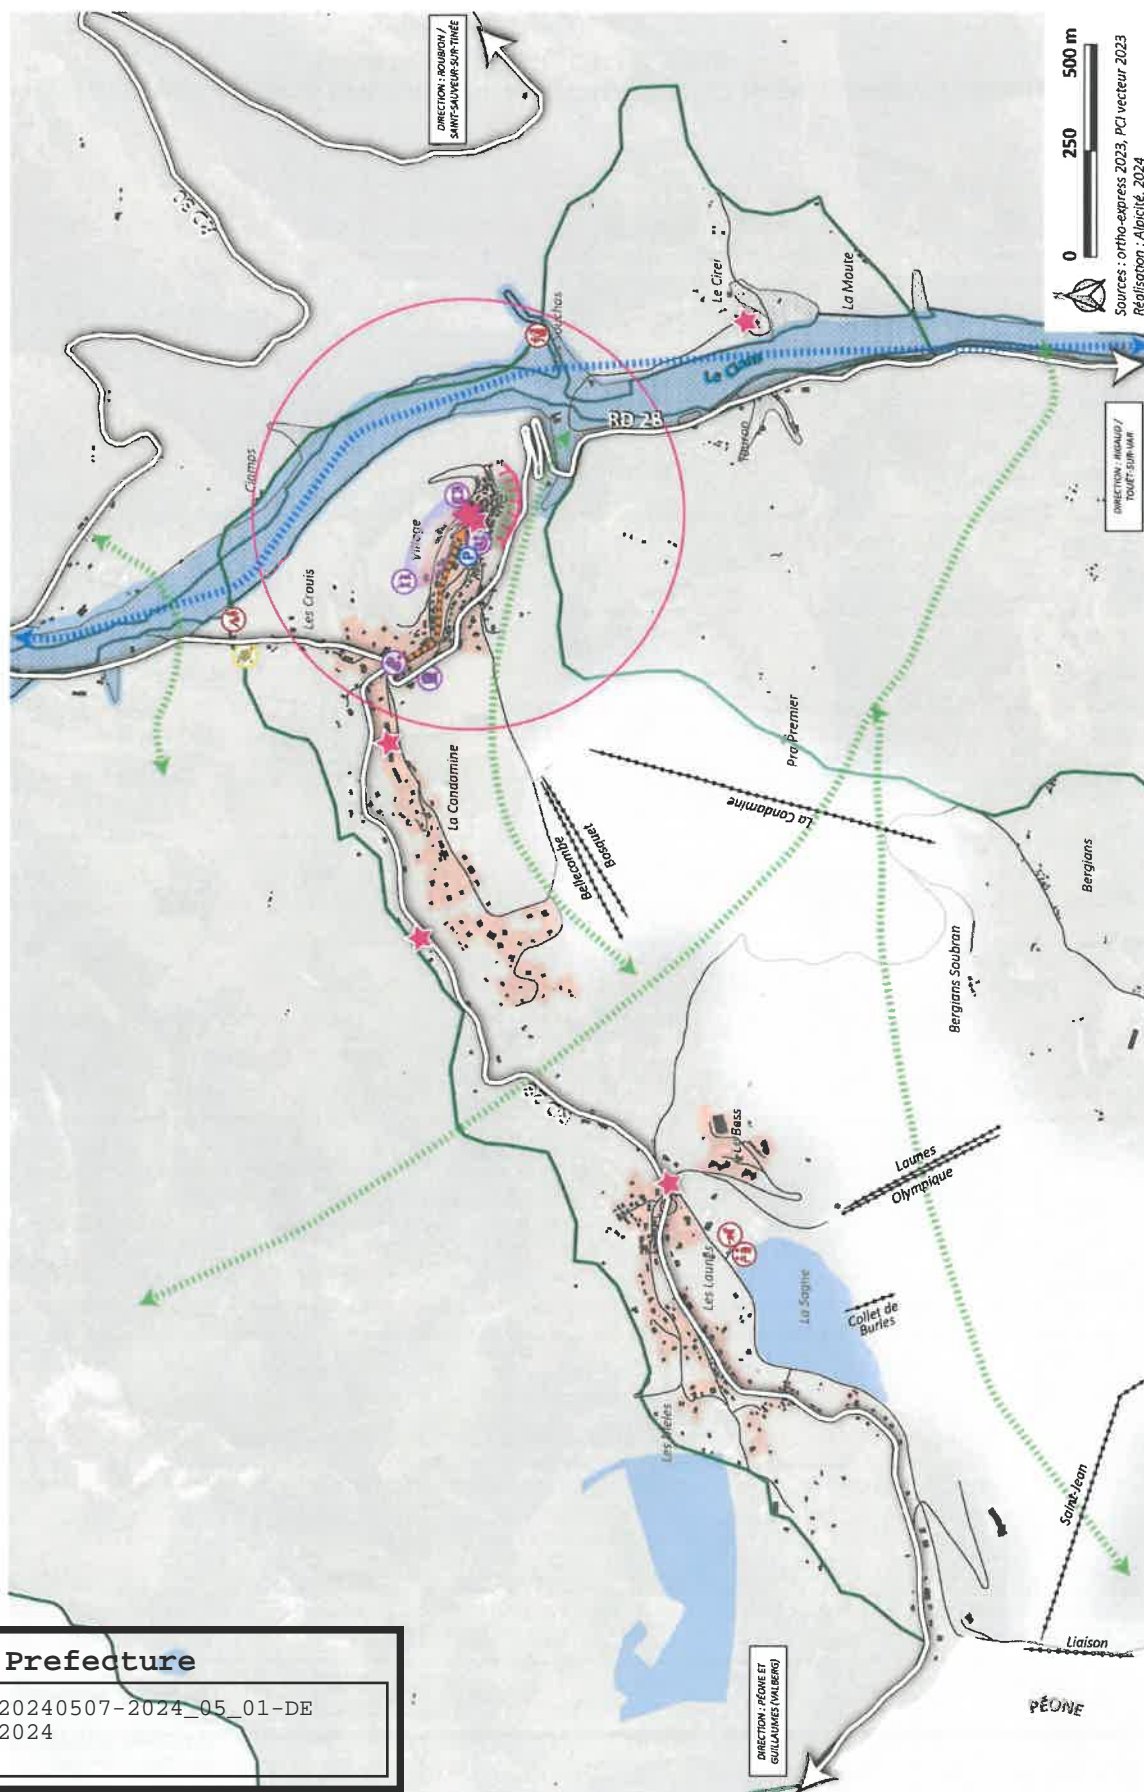 DIRECTION : ROUBION /
SAINT-SAUVEUR-SUR-TINÉE
500 m
250
0
Sources : ortho-express 2023, PCI vecteur 2023
Réalisation : Alpicité, 2024
Le Cirei
La Moute
Le Cians
RD 28
Touron
DIRECTION : RIGAUD /
TOUËT-SUR-VAR
Village
P
Les Crouis
La Condamine
Bellecombe
Bosquet
Pra Premier
La Condamine
Bergians
Bergians Soubran
Le Bass
Launes
Olympique
Les Launes
La Sagne
Collet de
Burles
Saint-Jean
Liaison
PÉONE
DIRECTION : PÉONE ET
GUILLAUMES (VALBERG)
Prefecture
20240507-2024_05_01-DE
2024